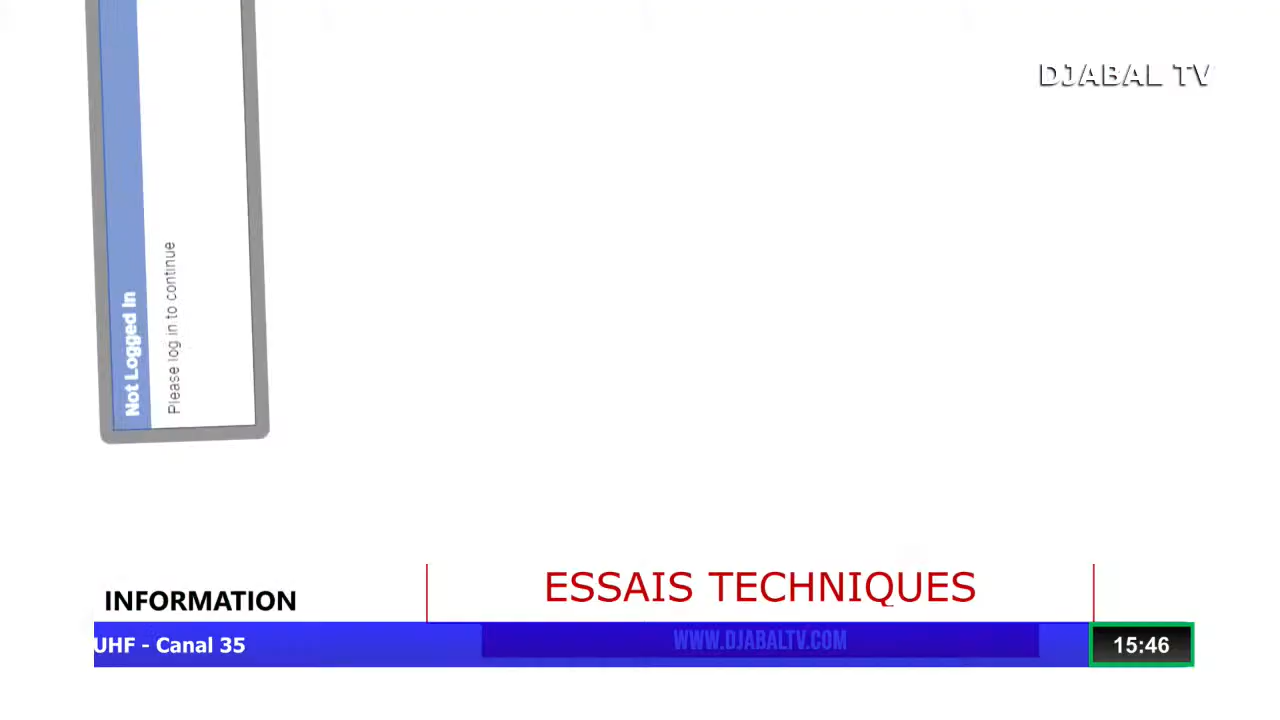 DJABAL TV
Not Logged In
Please log in to continue
ESSAIS TECHNIQUES
INFORMATION
UHF - Canal 35
WWW.DJABALTV.COM
15:46